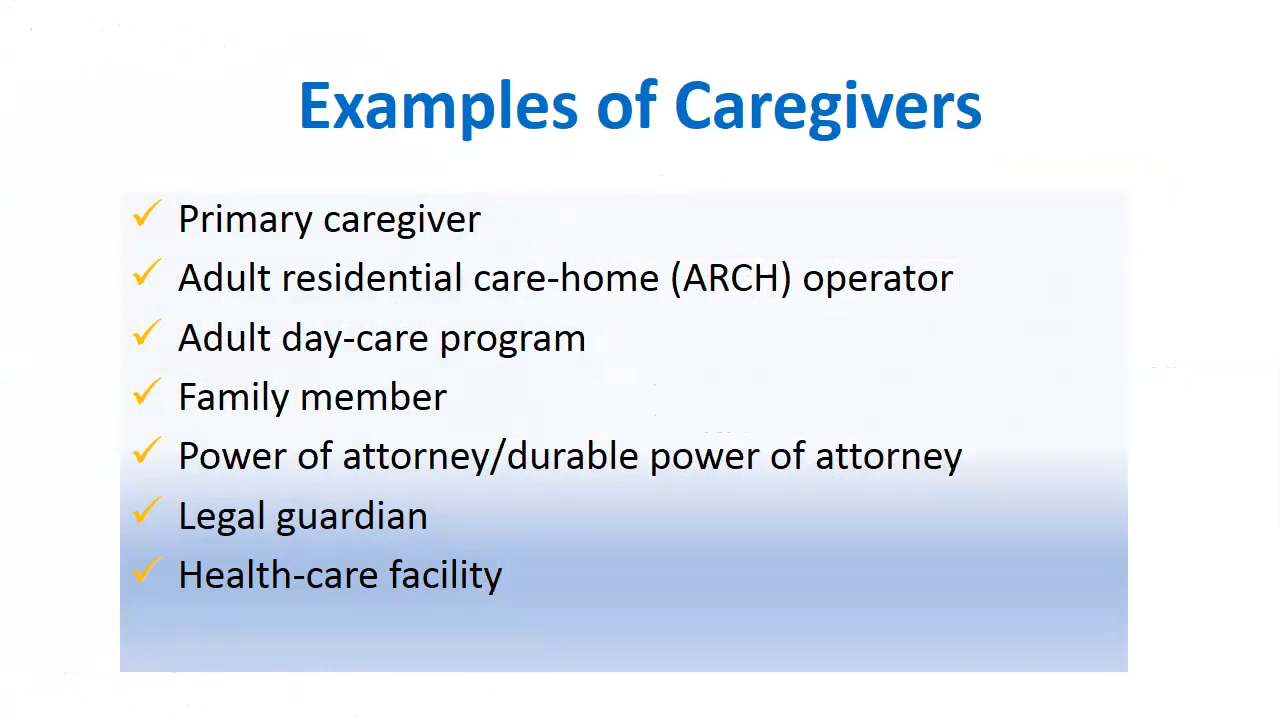 Examples of Caregivers
Primary caregiver
Adult residential care-home (ARCH) operator
Adult day-care program
Family member
Power of attorney/durable power of attorney
Legal guardian
Health-care facility